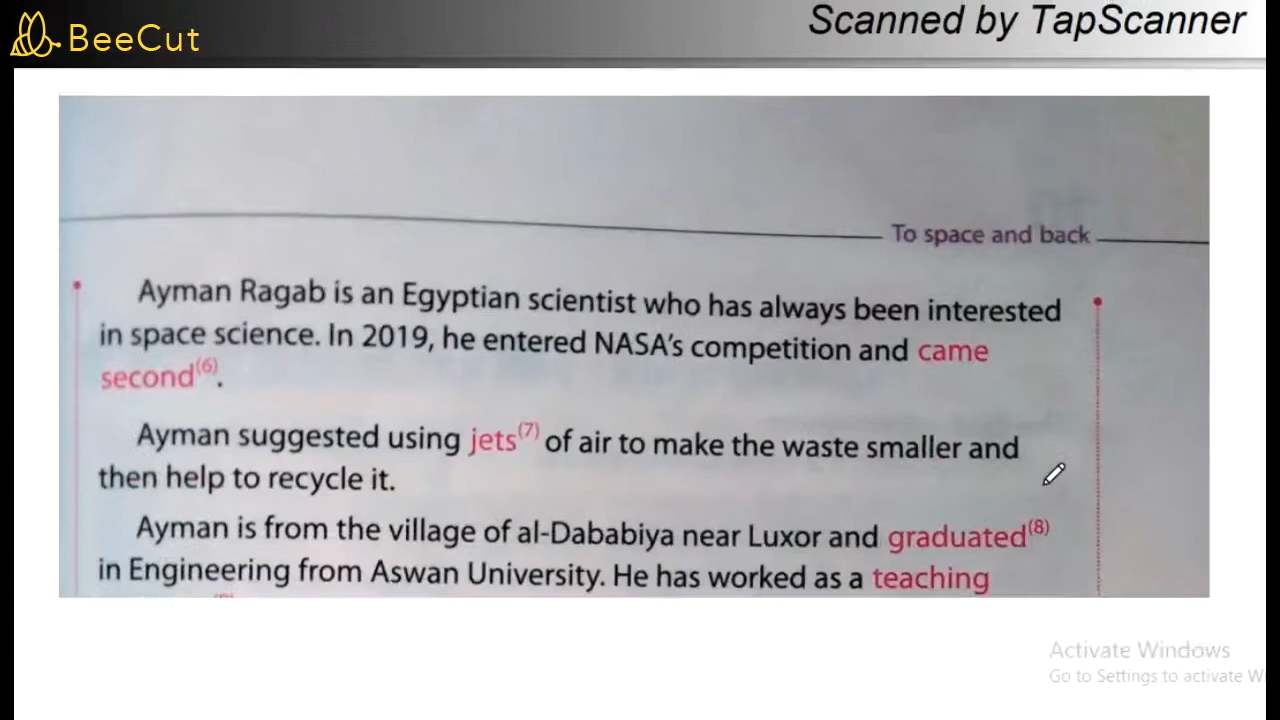 BeeCut
Scanned by TapScanner
To space and back
Ayman Ragab is an Egyptian scientist who has always been interested
in space science. In 2019, he entered NASA's competition and came
second(6).
Ayman suggested using jets(7) of air to make the waste smaller and
then help to recycle it.
Ayman is from the village of al-Dababiya near Luxor and graduated(8)
in Engineering from Aswan University. He has worked as a teaching
Activate Windows
Go to Settings to activate W